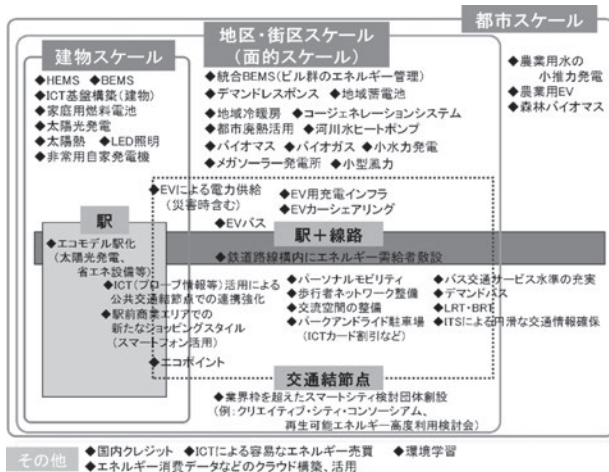 都市スケール
地区・街区スケール
(面的スケール)
建物スケール
◆HEMS ◆BEMS
◆ICT基盤構築(建物)
◆家庭用燃料電池
◆太陽光発電
◆太陽熱 ◆LED照明
◆非常用自家発電機
◆統合BEMS(ビル群のエネルギー管理)
◆デマンドレスポンス ◆地域蓄電池
◆地域冷暖房 ◆コージェネレーションシステム
◆都市廃熱活用 ◆河川水ヒートポンプ
◆バイオマス ◆バイオガス ◆小水力発電
◆メガソーラー発電所 ◆小型風力
◆農業用水の
小推力発電
◆農業用EV
◆森林バイオマス
◆EVによる電力供給
(災害時含む)
◆EVバス
◆EV用充電インフラ
◆EVカーシェアリング
駅
◆エコモデル駅化
(太陽光発電、
省エネ設備等)
駅+線路
◆鉄道路線構内にエネルギー需給者敷設
◆ICT(プローブ情報等)活用による
公共交通結節点での連携強化
◆駅前商業エリアでの
新たなショッピングスタイル
(スマートフォン活用)
◆エコポイント
◆パーソナルモビリティ
◆歩行者ネットワーク整備
◆交流空間の整備
◆パークアンドライド駐車場
(ICTカード割引など)
◆バス交通サービス水準の充実
◆デマンドバス
◆LRT・BRT
◆ITSによる円滑な交通情報確保
交通結節点
◆業界枠を超えたスマートシティ検討団体創設
(例:クリエイティブ・シティ・コンソーシアム、
再生可能エネルギー高度利用検討会)
その他
◆国内クレジット ◆ICTによる容易なエネルギー売買 ◆環境学習
◆エネルギー消費データなどのクラウド構築、活用